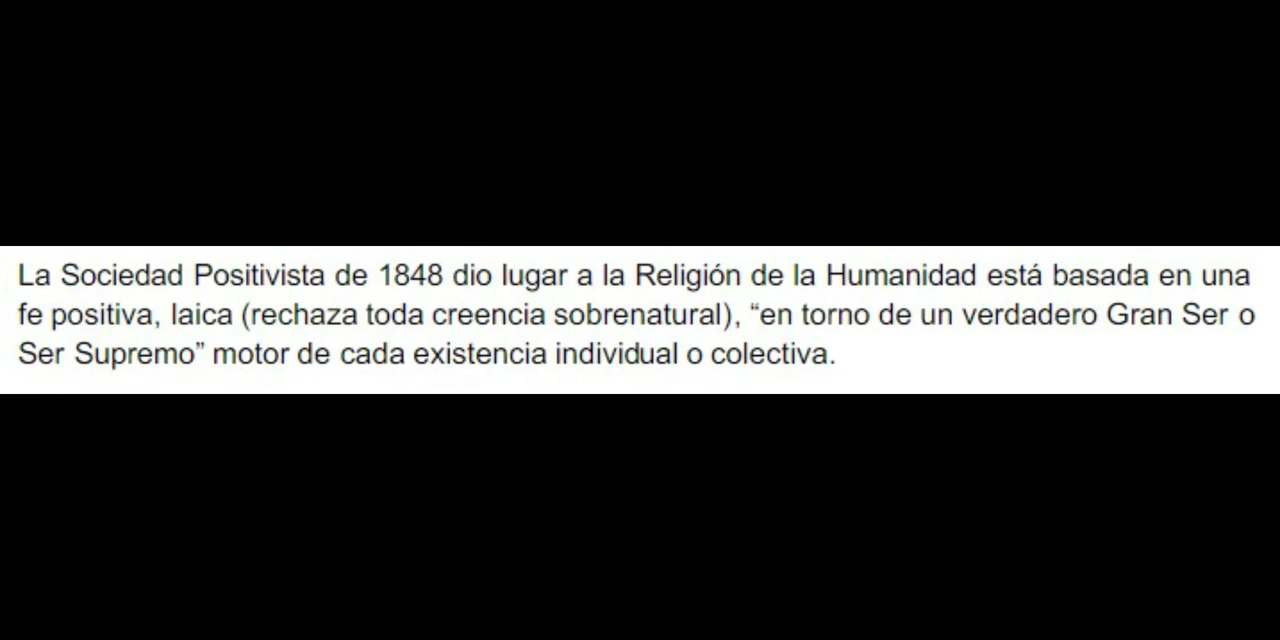 La Sociedad Positivista de 1848 dio lugar a la Religión de la Humanidad está basada en una
fe positiva, laica (rechaza toda creencia sobrenatural), “en torno de un verdadero Gran Ser o
Ser Supremo” motor de cada existencia individual o colectiva.